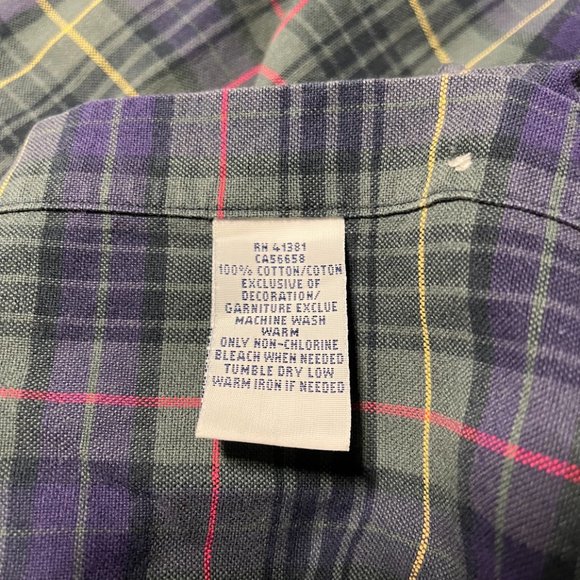 RN 41381
CA56658
100% COTTON/COTON
EXCLUSIVE OF
DECORATION/
GARNITURE EXCLUE
MACHINE WASH
WARM
ONLY NON-CHLORINE
BLEACH WHEN NEEDED
TUMBLE DRY LOW
WARM IRON IF NEEDED